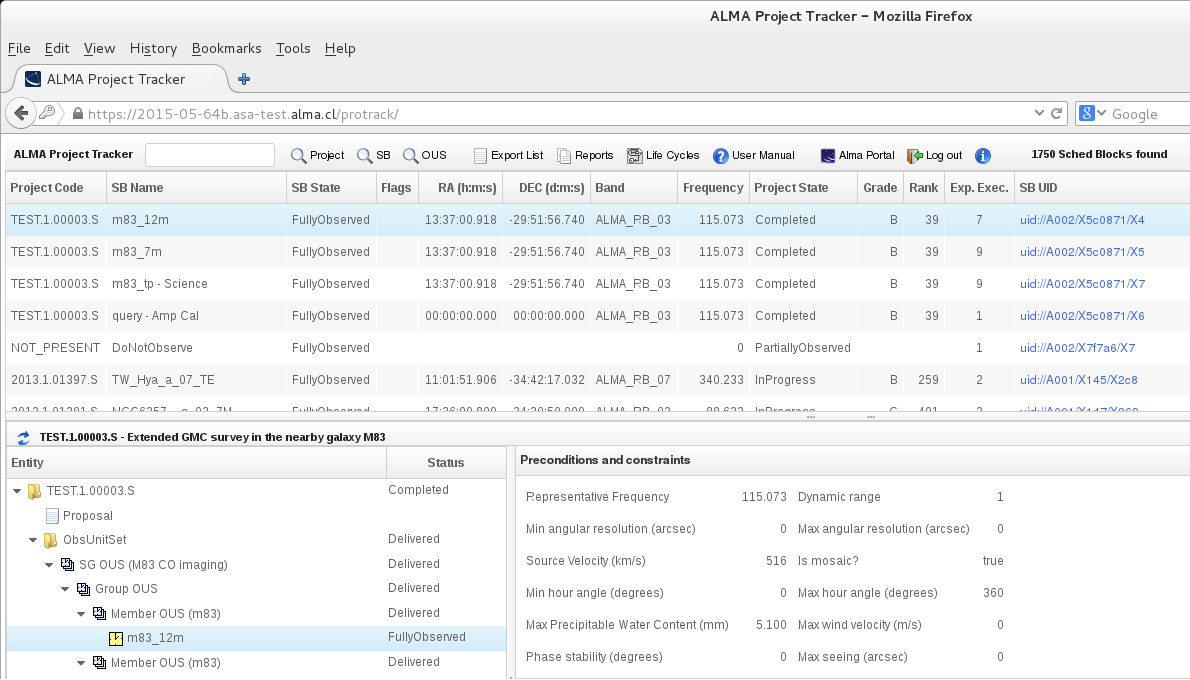 ALMA Project Tracker - Mozilla Firefox
File Edit View History Bookmarks Tools Help
ALMA Project Tracker
https://2015-05-64b.asa-test.alma.cl/protrack/ Google
ALMA Project Tracker Project SB OUS Export List Reports Life Cycles User Manual Alma Portal Log out 1750 Sched Blocks found
Project Code SB Name SB State Flags RA (h:m:s) DEC (d:m:s) Band Frequency Project State Grade Rank Exp. Exec. SB UID
TEST.1.00003.S m83_12m FullyObserved 13:37:00.918 -29:51:56.740 ALMA_RB_03 115.073 Completed B 39 7 uid://A002/X5c0871/X4
TEST.1.00003.S m83_7m FullyObserved 13:37:00.918 -29:51:56.740 ALMA_RB_03 115.073 Completed B 39 9 uid://A002/X5c0871/X5
TEST.1.00003.S m83_tp - Science FullyObserved 13:37:00.918 -29:51:56.740 ALMA_RB_03 115.073 Completed B 39 9 uid://A002/X5c0871/X7
TEST.1.00003.S query - Amp Cal FullyObserved 00:00:00.000 00:00:00.000 ALMA_RB_03 115.073 Completed B 39 1 uid://A002/X5c0871/X6
NOT_PRESENT DoNotObserve FullyObserved 0 PartiallyObserved 1 uid://A002/X7f7a6/X7
2013.1.01397.S TW_Hya_a_07_TE FullyObserved 11:01:51.906 -34:42:17.032 ALMA_RB_07 340.233 InProgress B 259 2 uid://A001/X145/X2c8
TEST.1.00003.S - Extended GMC survey in the nearby galaxy M83
Entity Status
TEST.1.00003.S Completed
Proposal
ObsUnitSet Delivered
SG OUS (M83 CO imaging) Delivered
Group OUS Delivered
Member OUS (m83) Delivered
m83_12m FullyObserved
Member OUS (m83) Delivered
Preconditions and constraints
Representative Frequency 115.073 Dynamic range 1
Min angular resolution (arcsec) 0 Max angular resolution (arcsec) 0
Source Velocity (km/s) 516 Is mosaic? true
Min hour angle (degrees) 0 Max hour angle (degrees) 360
Max Precipitable Water Content (mm) 5.100 Max wind velocity (m/s) 0
Phase stability (degrees) 0 Max seeing (arcsec) 0